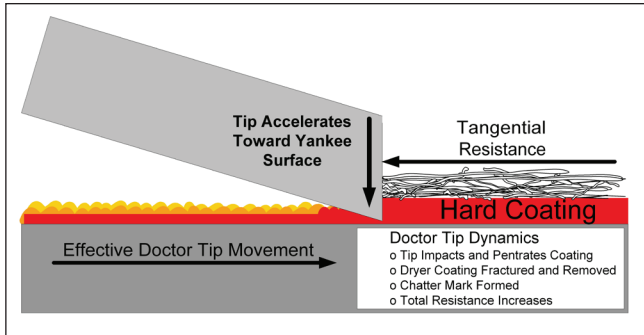 Tip Accelerates
Toward Yankee
Surface
Tangential
Resistance
Hard Coating
Effective Doctor Tip Movement
Doctor Tip Dynamics
o Tip Impacts and Pentrates Coating
o Dryer Coating Fractured and Removed
o Chatter Mark Formed
o Total Resistance Increases